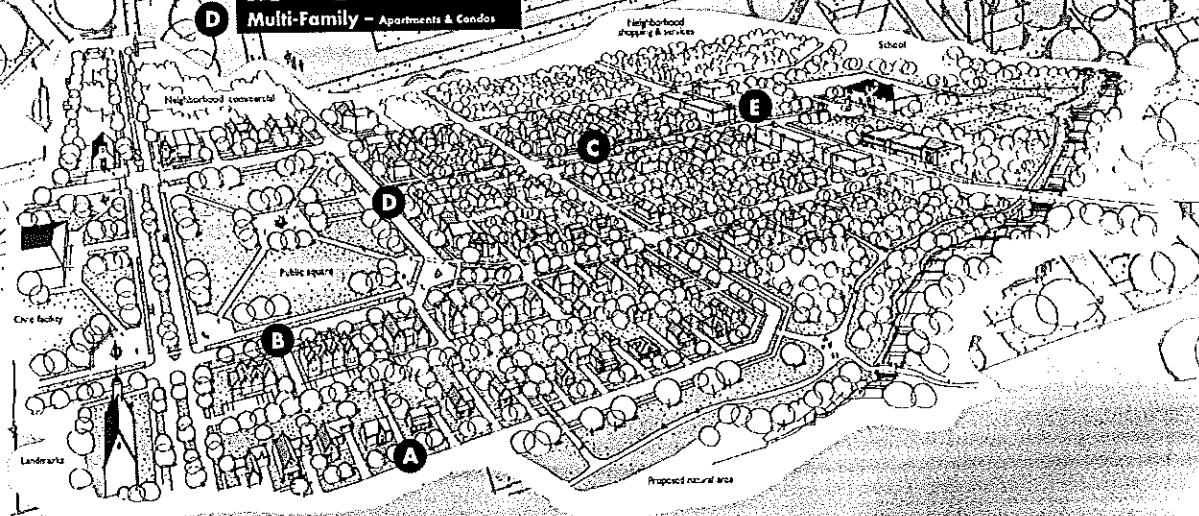 D
Multi-Family – Apartments & Condos
Neighborhood
shopping & services
School
Neighborhood commercial
E
C
D
Public square
Civic facility
B
Landmarks
A
Proposed natural area